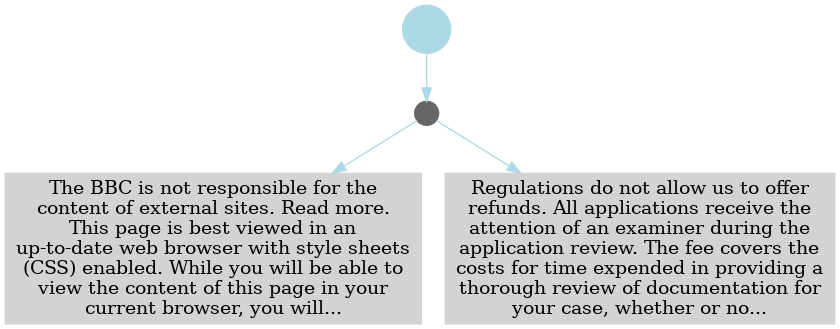 The BBC is not responsible for the
content of external sites. Read more.
This page is best viewed in an
up-to-date web browser with style sheets
(CSS) enabled. While you will be able to
view the content of this page in your
current browser, you will...
Regulations do not allow us to offer
refunds. All applications receive the
attention of an examiner during the
application review. The fee covers the
costs for time expended in providing a
thorough review of documentation for
your case, whether or no...